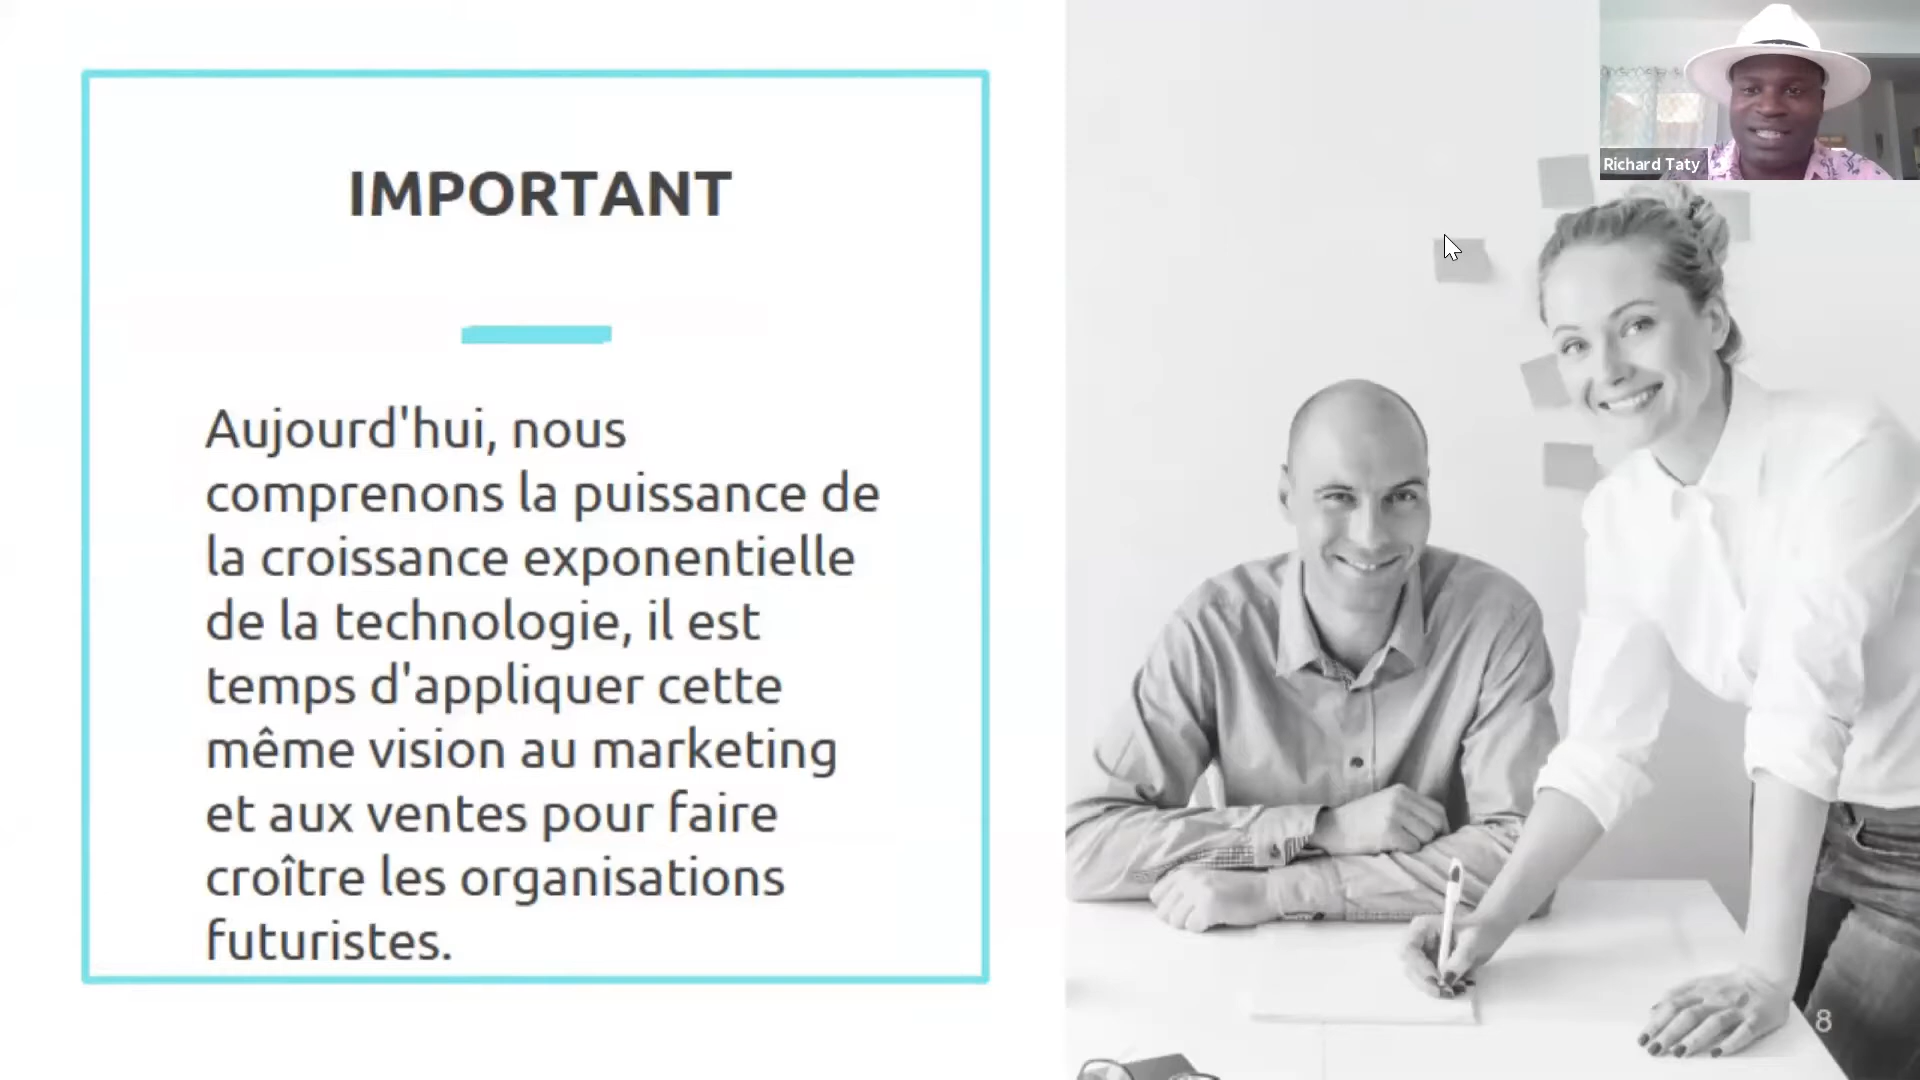 IMPORTANT
Aujourd'hui, nous
comprenons la puissance de
la croissance exponentielle
de la technologie, il est
temps d'appliquer cette
même vision au marketing
et aux ventes pour faire
croître les organisations
futuristes.
Richard Taty
8